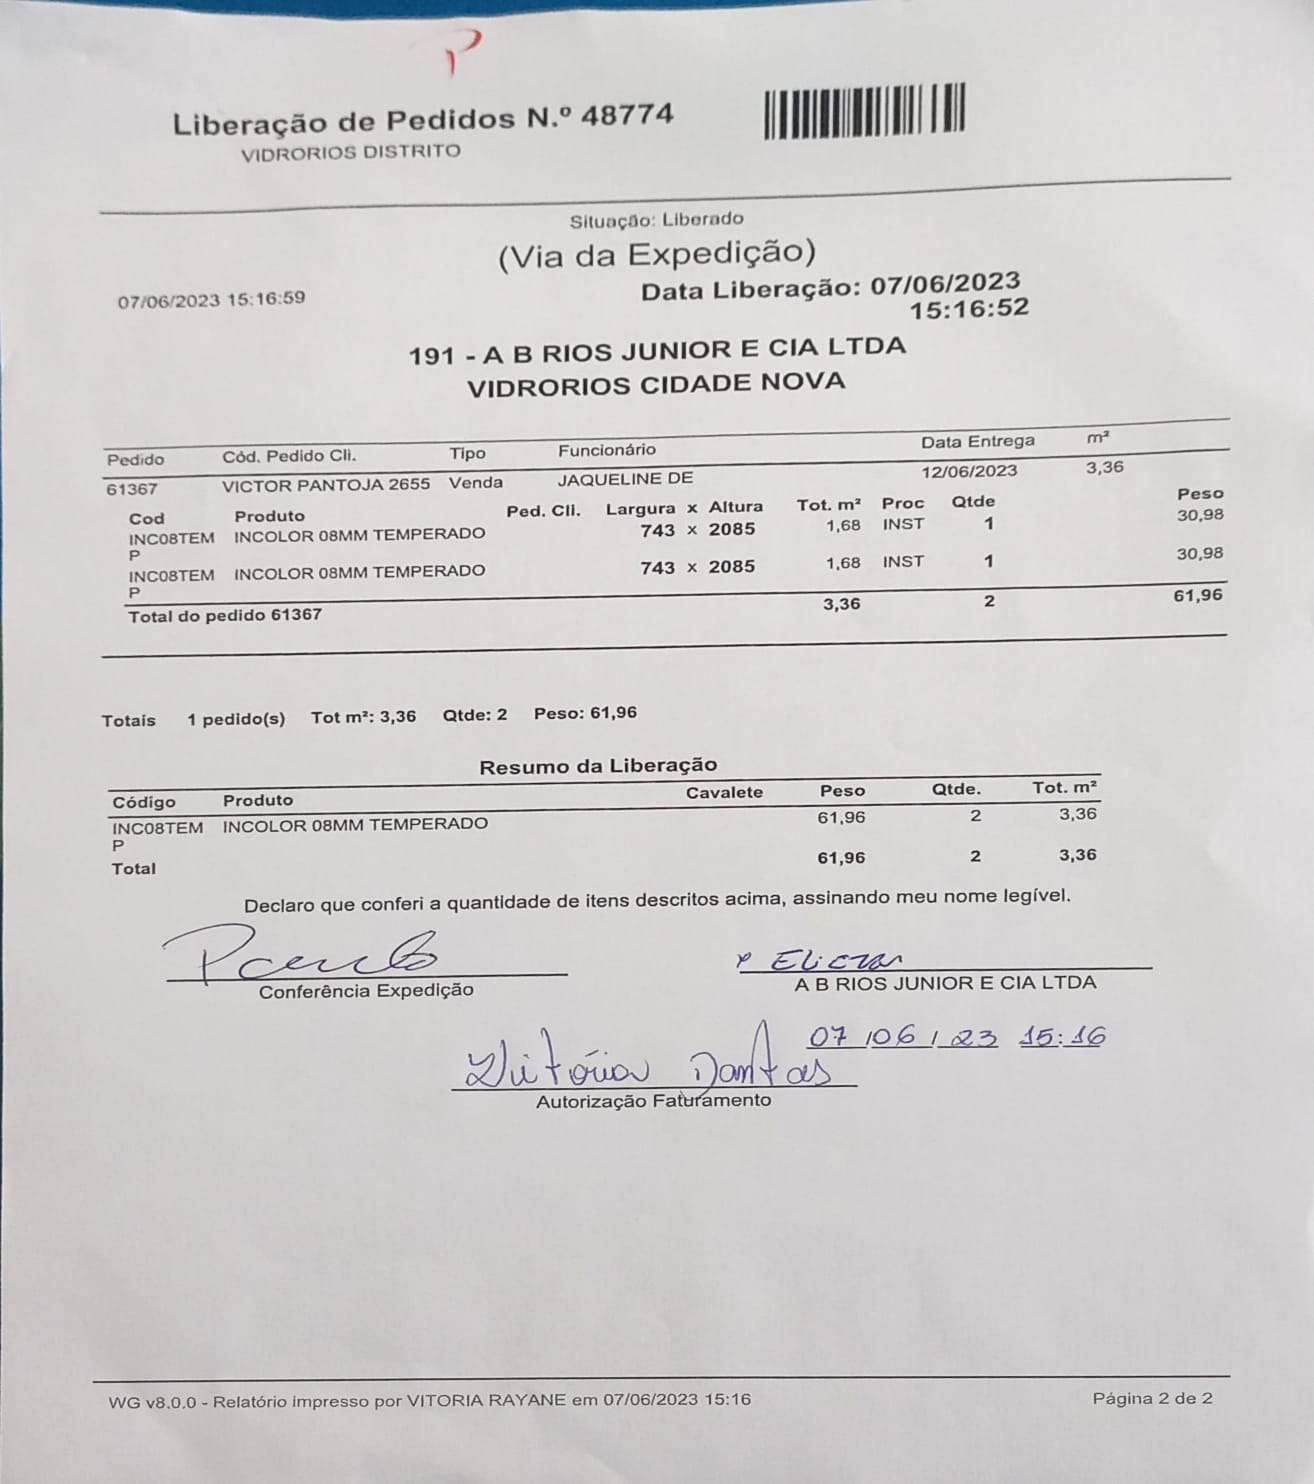 P
Liberação de Pedidos N.º 48774
VIDRORIOS DISTRITO
Situação: Liberado
(Via da Expedição)
07/06/2023 15:16:59
Data Liberação: 07/06/2023
15:16:52
191 - A B RIOS JUNIOR E CIA LTDA
VIDRORIOS CIDADE NOVA
Pedido Cód. Pedido Cli. Tipo Funcionário Data Entrega m²
61367 VICTOR PANTOJA 2655 Venda JAQUELINE DE 12/06/2023 3,36
Cod Produto Ped. Cli. Largura x Altura Tot. m² Proc Qtde Peso
INC08TEM INCOLOR 08MM TEMPERADO 743 x 2085 1,68 INST 1 30,98
P
INC08TEM INCOLOR 08MM TEMPERADO 743 x 2085 1,68 INST 1 30,98
P
Total do pedido 61367 3,36 2 61,96
Totais 1 pedido(s) Tot m²: 3,36 Qtde: 2 Peso: 61,96
Resumo da Liberação
Código Produto Cavalete Peso Qtde. Tot. m²
INC08TEM INCOLOR 08MM TEMPERADO 61,96 2 3,36
P
Total 61,96 2 3,36
Declaro que conferi a quantidade de itens descritos acima, assinando meu nome legível.
Eliezer
Conferência Expedição A B RIOS JUNIOR E CIA LTDA
07/06/23 15:16
Vitória Dantas
Autorização Faturamento
WG v8.0.0 - Relatório impresso por VITORIA RAYANE em 07/06/2023 15:16 Página 2 de 2